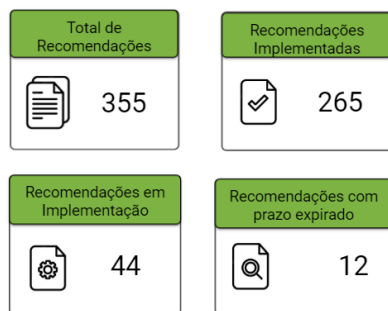 Total de
Recomendações
355
Recomendações
Implementadas
265
Recomendações em
Implementação
44
Recomendações com
prazo expirado
12